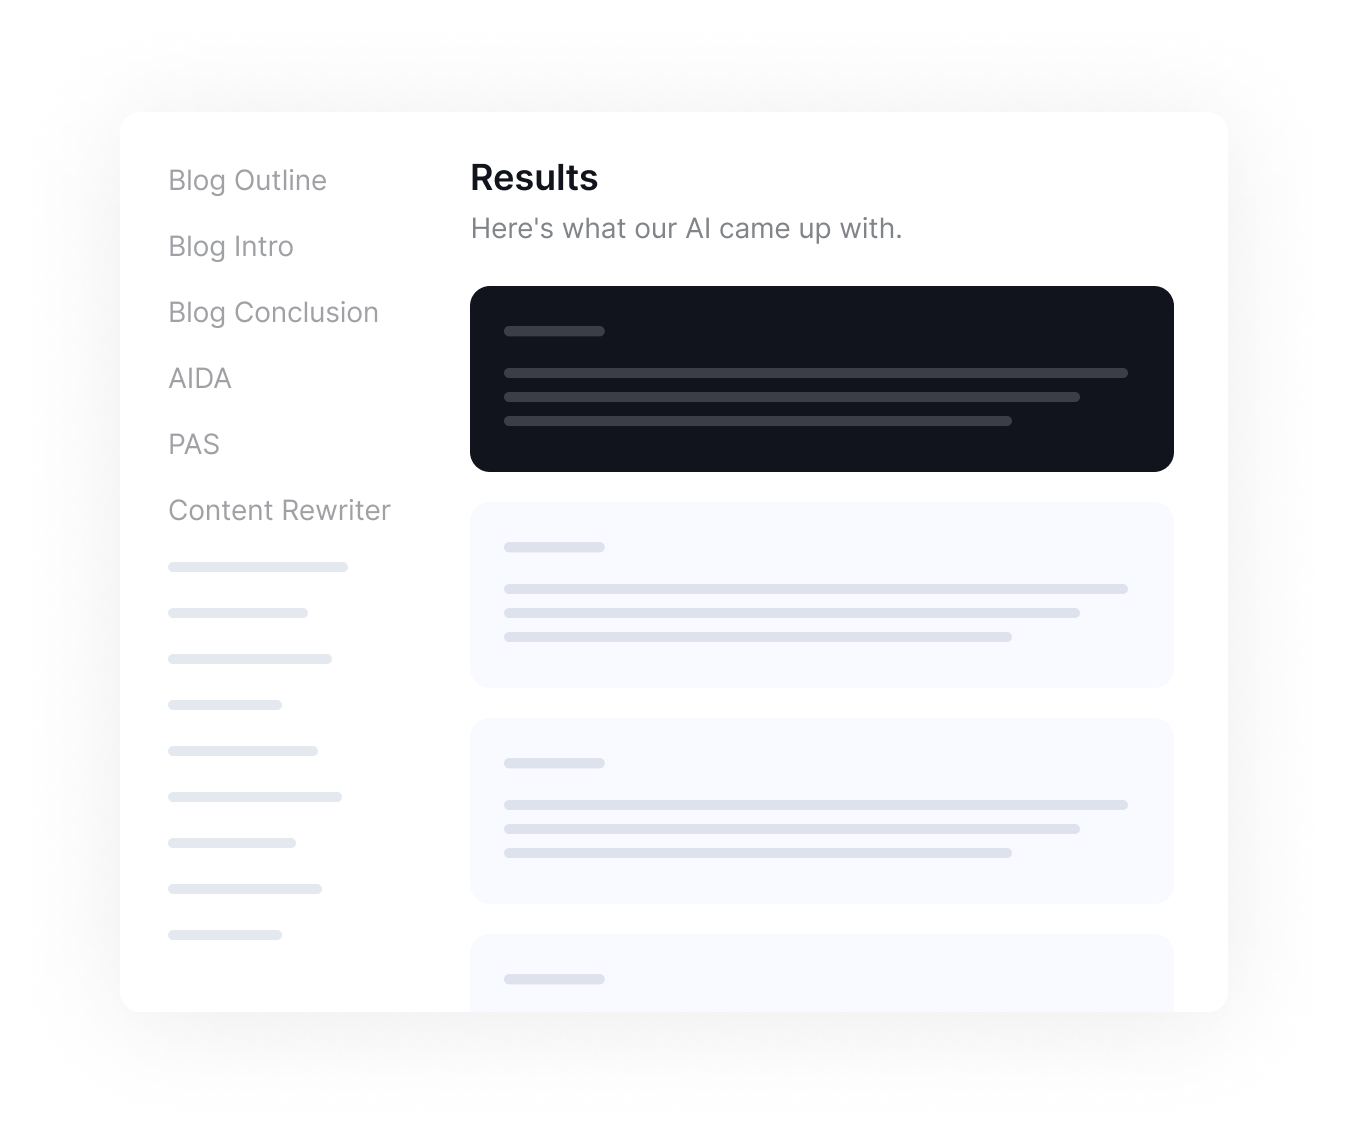 Blog Outline
Blog Intro
Blog Conclusion
AIDA
PAS
Content Rewriter
Results
Here's what our AI came up with.